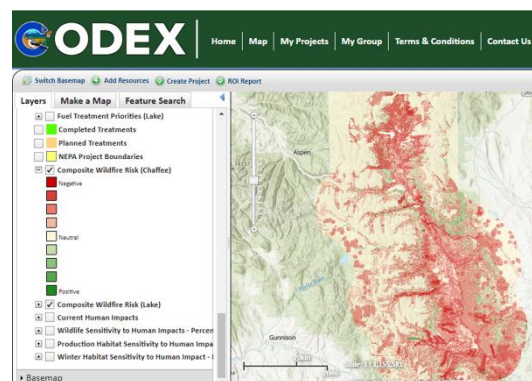 CODEX
Home | Map | My Projects | My Group | Terms & Conditions | Contact Us
Switch Basemap Add Resources Create Project ROI Report
Layers Make a Map Feature Search
Fuel Treatment Priorities (Lake)
Completed Treatments
Planned Treatments
NEPA Project Boundaries
Composite Wildfire Risk (Chaffee)
Negative
Neutral
Positive
Composite Wildfire Risk (Lake)
Current Human Impacts
Wildlife Sensitivity to Human Impacts - Percen
Production Habitat Sensitivity to Human Impa
Winter Habitat Sensitivity to Human Impact -
Basemap
Aspen
Gunnison